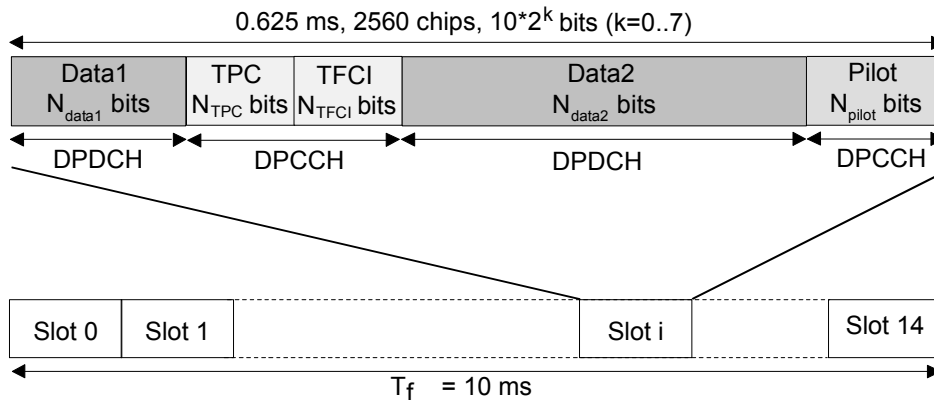 0.625 ms, 2560 chips, 10*2^k bits (k=0..7)
Data1 TPC TFCI Data2 Pilot
N_data1 bits N_TPC bits N_TFCI bits N_data2 bits N_pilot bits
DPDCH DPCCH DPDCH DPCCH
Slot 0 Slot 1 Slot i Slot 14
T_f = 10 ms